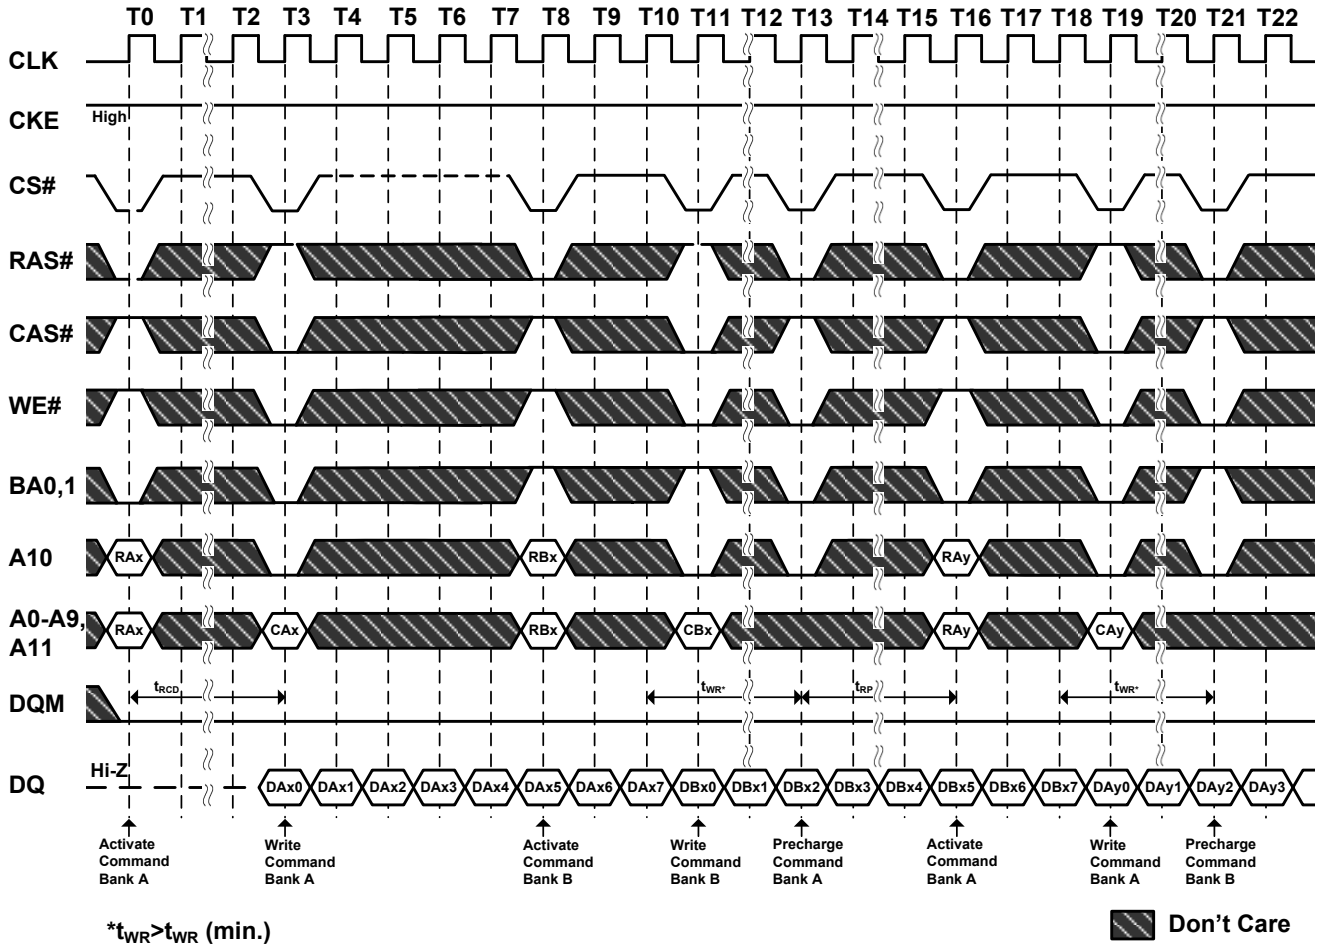 T0 T1 T2 T3 T4 T5 T6 T7 T8 T9 T10 T11 T12 T13 T14 T15 T16 T17 T18 T19 T20 T21 T22
CLK
CKE High
CS#
RAS#
CAS#
WE#
BA0,1
A10 RAx RBx RAy
A0-A9,
A11
RAx CAx RBx CBx RAy CAy
DQM tRCD tWR* tRP tWR*
DQ Hi-Z DAx0 DAx1 DAx2 DAx3 DAx4 DAx5 DAx6 DAx7 DBx0 DBx1 DBx2 DBx3 DBx4 DBx5 DBx6 DBx7 DAy0 DAy1 DAy2 DAy3
Activate
Command
Bank A
Write
Command
Bank A
Activate
Command
Bank B
Write
Command
Bank B
Precharge
Command
Bank A
Activate
Command
Bank A
Write
Command
Bank A
Precharge
Command
Bank B
*tWR>tWR (min.)
Don't Care